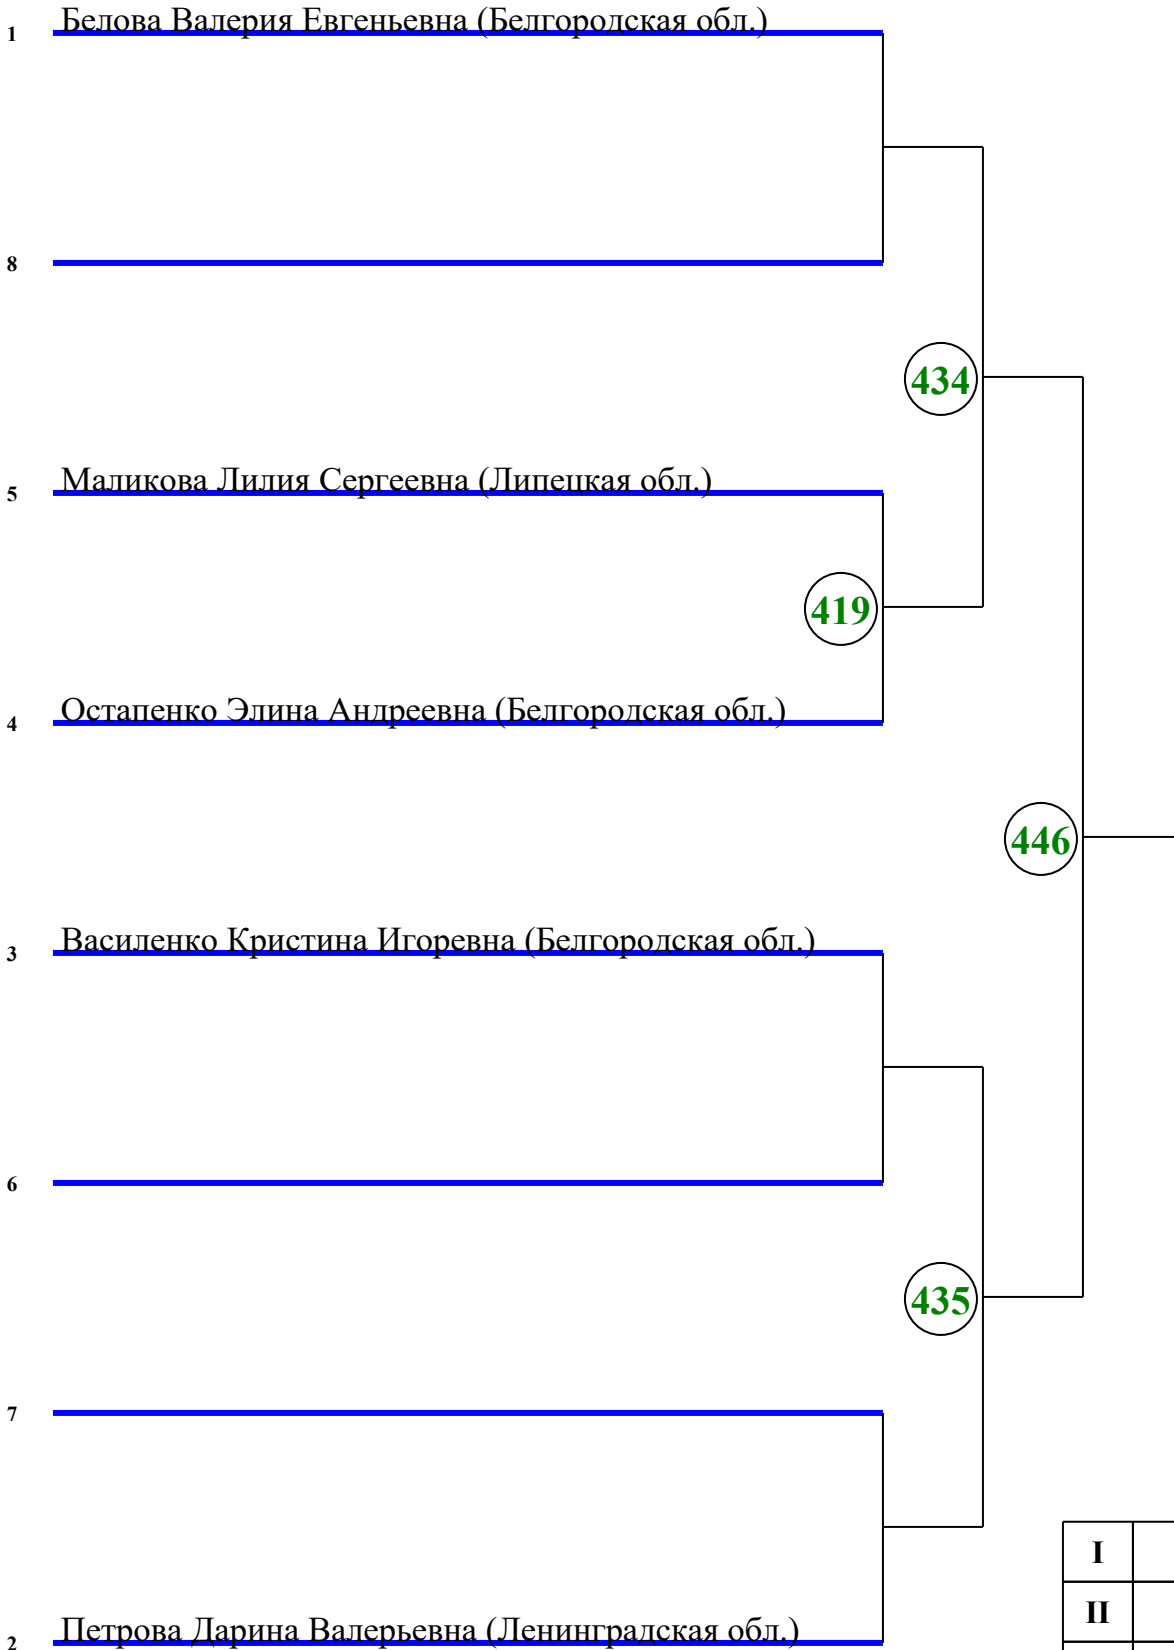 1 Белова Валерия Евгеньевна (Белгородская обл.)
8
434
5 Маликова Лилия Сергеевна (Липецкая обл.)
419
4 Остапенко Элина Андреевна (Белгородская обл.)
446
3 Василенко Кристина Игоревна (Белгородская обл.)
6
435
7
I
II
2 Петрова Дарина Валерьевна (Ленинградская обл.)